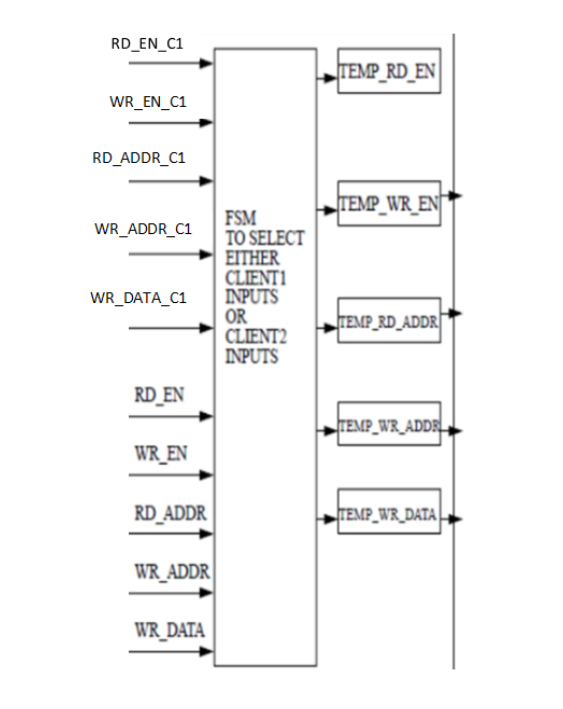 RD_EN_C1
WR_EN_C1
RD_ADDR_C1
WR_ADDR_C1
WR_DATA_C1
RD_EN
WR_EN
RD_ADDR
WR_ADDR
WR_DATA
FSM
TO SELECT
EITHER
CLIENT1
INPUTS
OR
CLIENT2
INPUTS
TEMP_RD_EN
TEMP_WR_EN
TEMP_RD_ADDR
TEMP_WR_ADDR
TEMP_WR_DATA